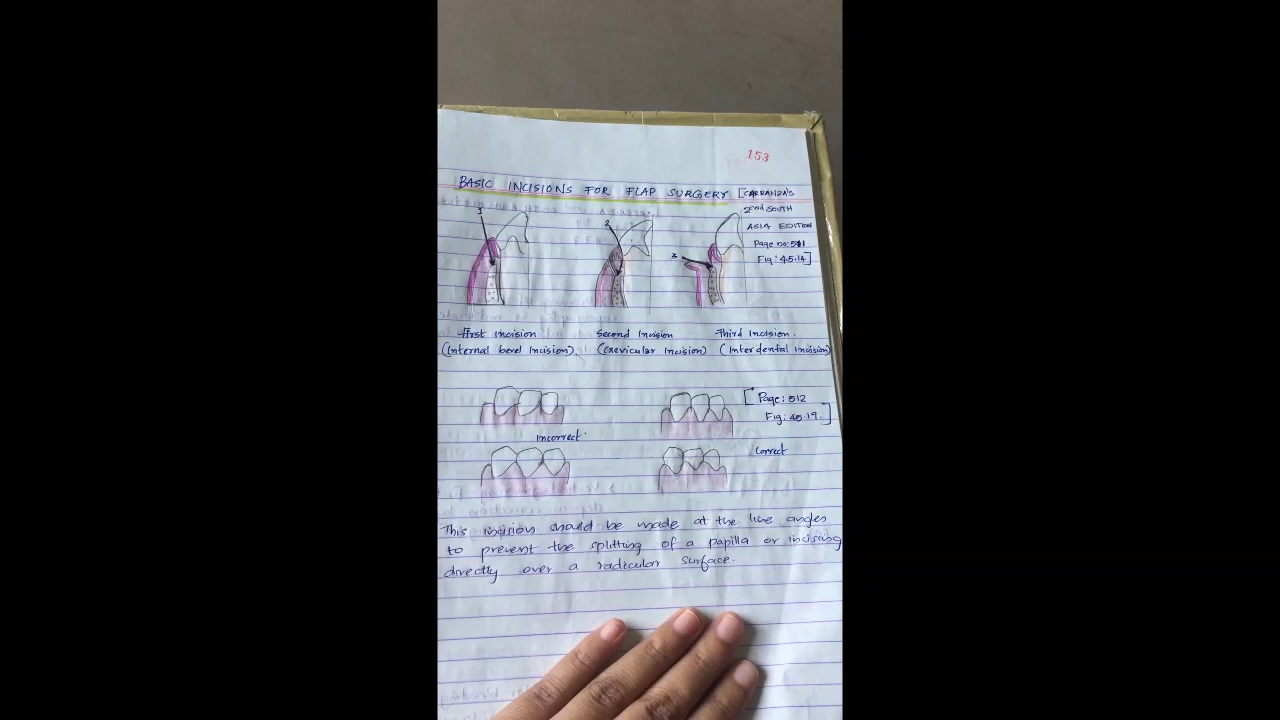 153
BASIC INCISIONS FOR FLAP SURGERY [CARRANZA'S
2nd SOUTH
ASIA EDITION
Page no: 511
Fig: 45.14]
1
2
3
First Incision
(Internal bevel Incision).
Second Incision
(Crevicular Incision)
Third Incision.
(Interdental incision)
[Page: 512
Fig: 45.19.]
Incorrect.
Correct
This incision should be made at the line angles
to prevent the splitting of a papilla or incising
directly over a radicular surface.